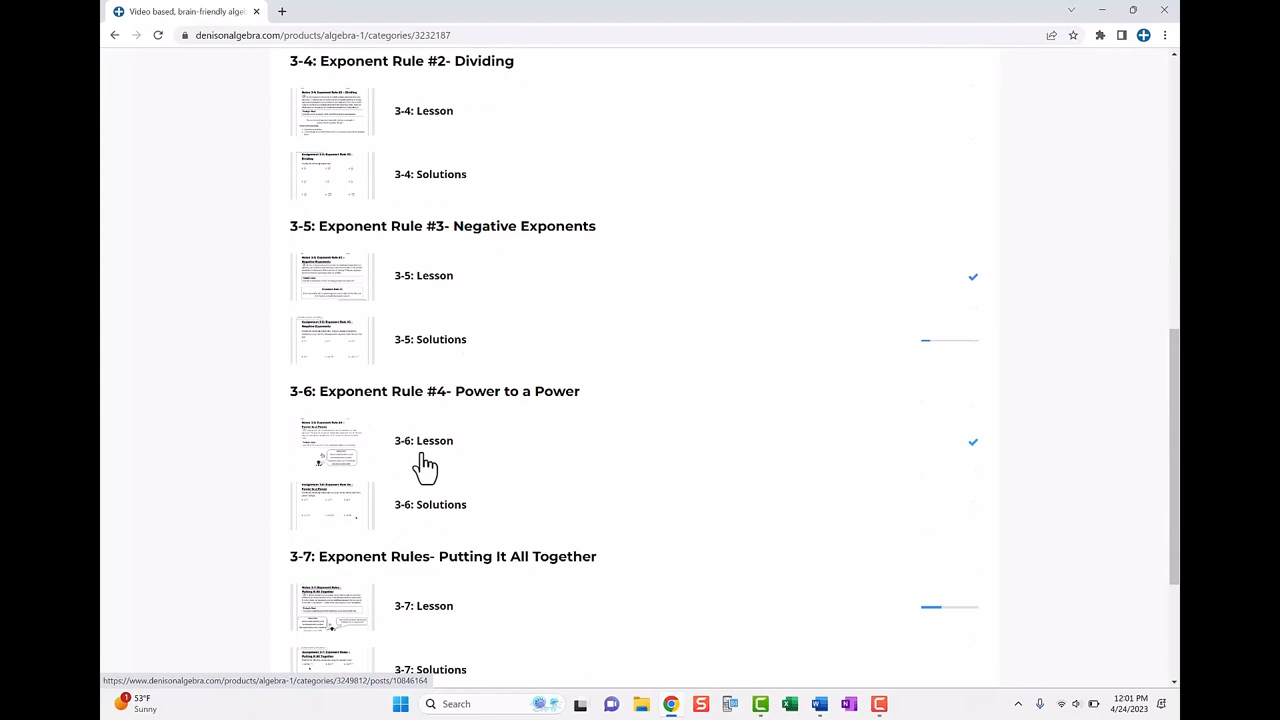 Video based, brain-friendly alge
denisonalgebra.com/products/algebra-1/categories/3232187
3-4: Exponent Rule #2- Dividing
3-4: Lesson
3-4: Solutions
3-5: Exponent Rule #3- Negative Exponents
3-5: Lesson
3-5: Solutions
3-6: Exponent Rule #4- Power to a Power
3-6: Lesson
3-6: Solutions
3-7: Exponent Rules- Putting It All Together
3-7: Lesson
3-7: Solutions
https://www.denisonalgebra.com/products/algebra-1/categories/3249812/posts/10846164
1
53°F
Sunny
Search
12:01 PM
4/24/2023